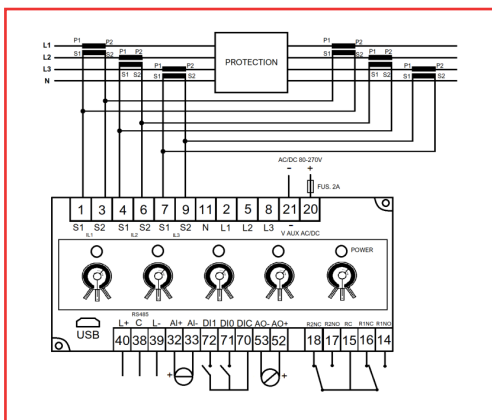 P1 P2 P1 P2
L1 S1 S2 S1 S2
P1 P2 P1 P2
L2 S1 S2 PROTECTION S1 S2
P1 P2 P1 P2
L3 S1 S2 S1 S2
N
AC/DC 80-270V
- +
FUS. 2A
1 3 4 6 7 9 11 2 5 8 21 20
S1 S2 S1 S2 S1 S2 N L1 L2 L3 -
IL1 IL2 IL3 V AUX AC/DC
POWER
RS485
L+ C L- AI+ AI- DI1 DI0 DIC AO- AO+ R2NC R2NO RC R1NC R1NO
USB
40 38 39 32 33 72 71 70 53 52 18 17 15 16 14
+ +